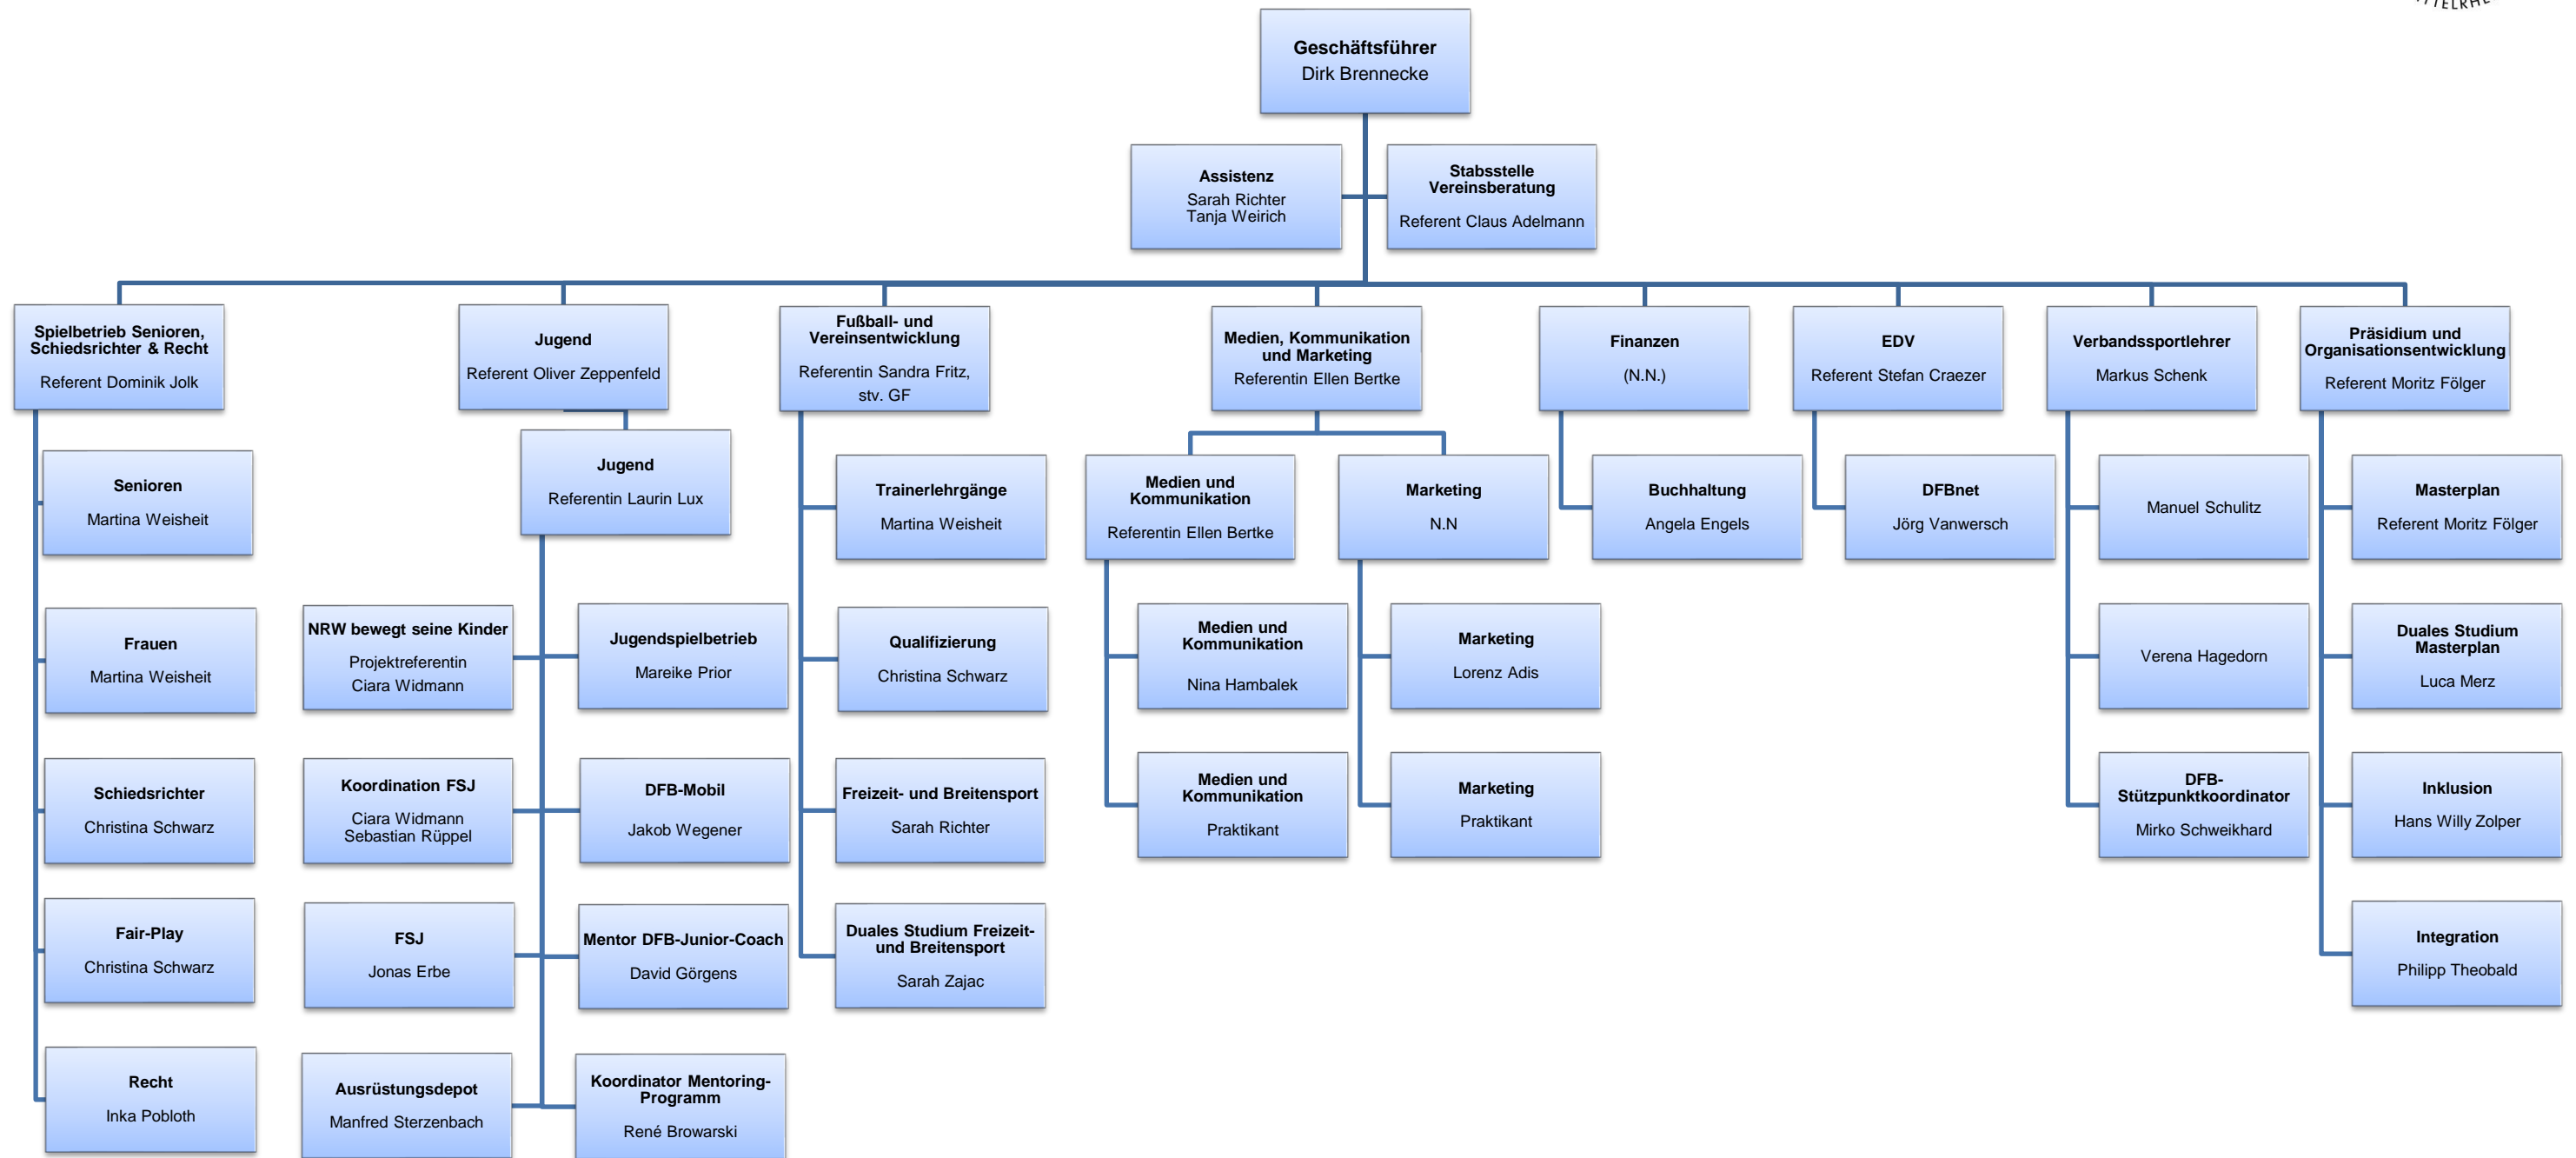 Geschäftsführer
Dirk Brennecke
Assistenz
Sarah Richter
Tanja Weirich
Stabsstelle
Vereinsberatung
Referent Claus Adelmann
Spielbetrieb Senioren,
Schiedsrichter & Recht
Referent Dominik Jolk
Senioren
Martina Weisheit
Frauen
Martina Weisheit
Schiedsrichter
Christina Schwarz
Fair-Play
Christina Schwarz
Recht
Inka Pobloth
Jugend
Referent Oliver Zeppenfeld
Jugend
Referentin Laurin Lux
NRW bewegt seine Kinder
Projektreferentin
Ciara Widmann
Jugendspielbetrieb
Mareike Prior
Koordination FSJ
Ciara Widmann
Sebastian Rüppel
DFB-Mobil
Jakob Wegener
FSJ
Jonas Erbe
Mentor DFB-Junior-Coach
David Görgens
Ausrüstungsdepot
Manfred Sterzenbach
Koordinator Mentoring-
Programm
René Browarski
Fußball- und
Vereinsentwicklung
Referentin Sandra Fritz,
stv. GF
Trainerlehrgänge
Martina Weisheit
Qualifizierung
Christina Schwarz
Freizeit- und Breitensport
Sarah Richter
Duales Studium Freizeit-
und Breitensport
Sarah Zajac
Medien, Kommunikation
und Marketing
Referentin Ellen Bertke
Medien und
Kommunikation
Referentin Ellen Bertke
Medien und
Kommunikation
Nina Hambalek
Medien und
Kommunikation
Praktikant
Marketing
N.N
Marketing
Lorenz Adis
Marketing
Praktikant
Finanzen
(N.N.)
Buchhaltung
Angela Engels
EDV
Referent Stefan Craezer
DFBnet
Jörg Vanwersch
Verbandssportlehrer
Markus Schenk
Manuel Schulitz
Verena Hagedorn
DFB-
Stützpunktkoordinator
Mirko Schweikhard
Präsidium und
Organisationsentwicklung
Referent Moritz Fölger
Masterplan
Referent Moritz Fölger
Duales Studium
Masterplan
Luca Merz
Inklusion
Hans Willy Zolper
Integration
Philipp Theobald